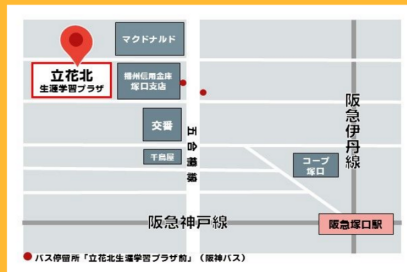 マクドナルド
立花北
生涯学習プラザ
播州信用金庫
塚口支店
交番
千鳥屋
五合橋線
コープ
塚口
阪急伊丹線
阪急神戸線
阪急塚口駅
バス停留所「立花北生涯学習プラザ前」(阪神バス)